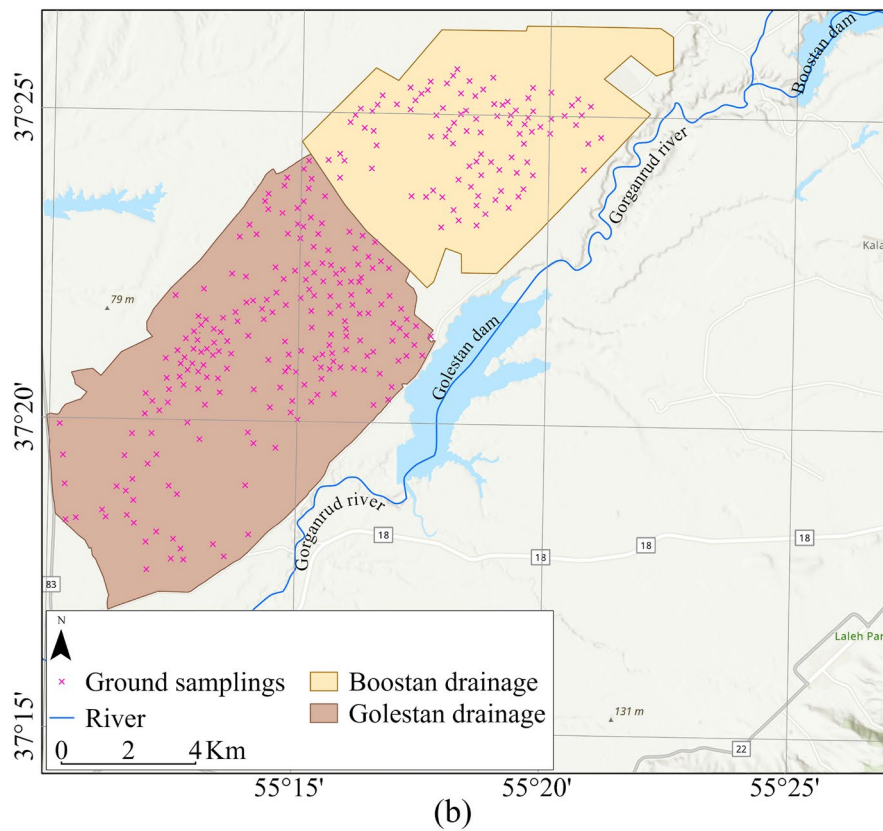 Boostan dam
37°25'
Gorganrud river
Kala
79 m
Golestan dam
37°20'
Gorganrud river
18
18
18
18
83
N
Ground samplings
Boostan drainage
Laleh Par
River
Golestan drainage
131 m
37°15'
0 2 4 Km
22
55°15' 55°20' 55°25'
(b)